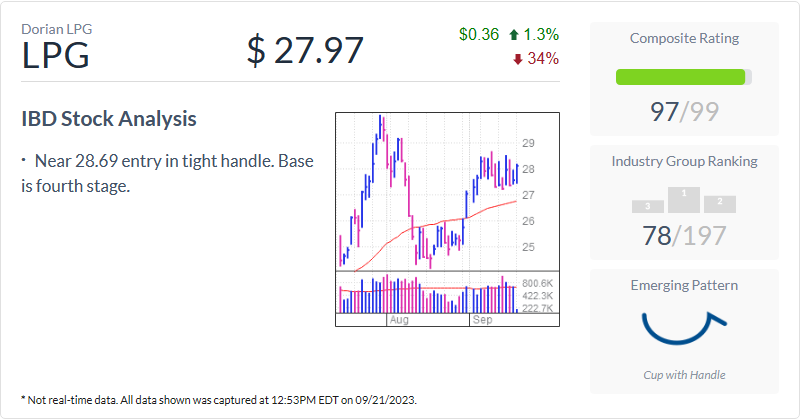 Dorian LPG
LPG
$ 27.97
$0.36 1.3%
34%
IBD Stock Analysis
· Near 28.69 entry in tight handle. Base
is fourth stage.
29
28
27
26
25
800.6K
422.3K
222.7K
Aug
Sep
Composite Rating
97/99
Industry Group Ranking
3
1
2
78/197
Emerging Pattern
Cup with Handle
* Not real-time data. All data shown was captured at 12:53PM EDT on 09/21/2023.